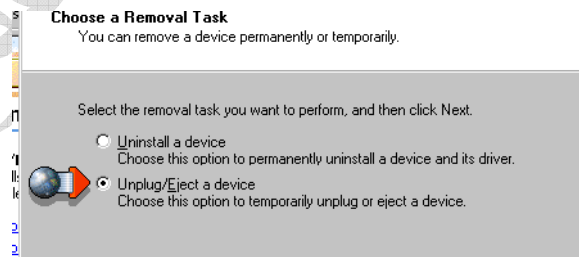 Choose a Removal Task
You can remove a device permanently or temporarily.
Select the removal task you want to perform, and then click Next.
Uninstall a device
Choose this option to permanently uninstall a device and its driver.
Unplug/Eject a device
Choose this option to temporarily unplug or eject a device.